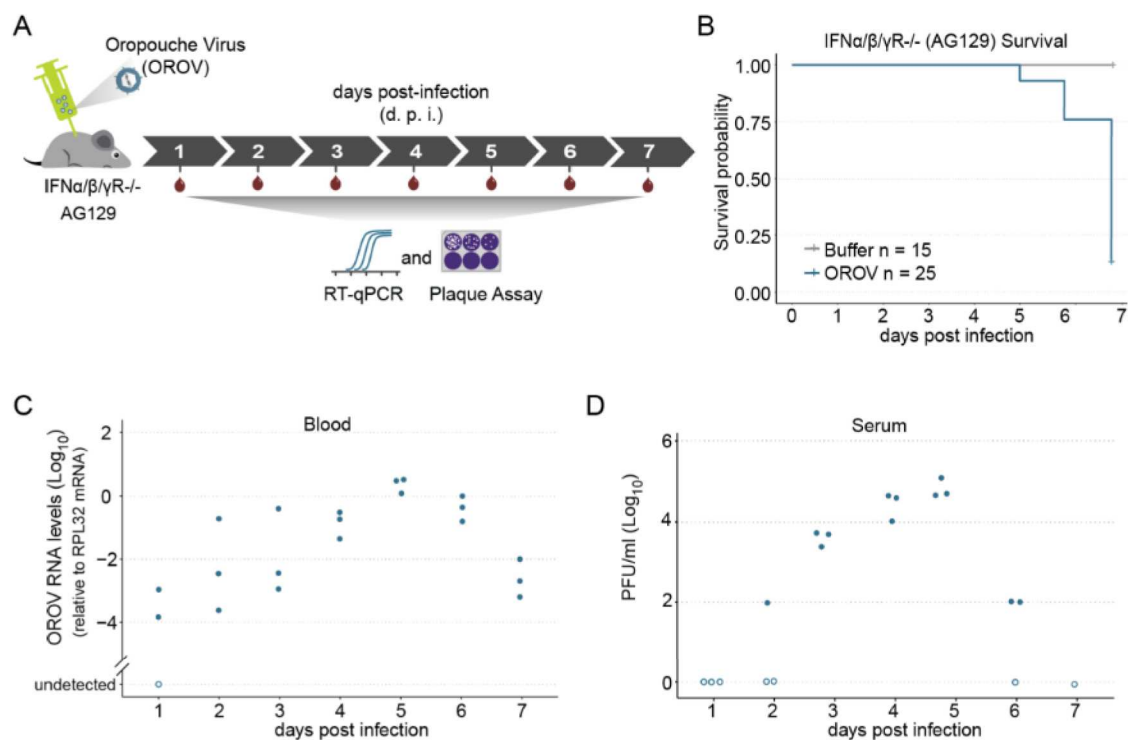 A
Oropouche Virus
(OROV)
IFNα/β/γR-/-
AG129
days post-infection
(d. p. i.)
1 2 3 4 5 6 7
RT-qPCR
and
Plaque Assay
B
IFNα/β/γR-/- (AG129) Survival
Survival probability
1.00
0.75
0.50
0.25
0.00
Buffer n = 15
OROV n = 25
0 1 2 3 4 5 6 7
days post infection
C
Blood
OROV RNA levels (Log10)
(relative to RPL32 mRNA)
2
0
−2
−4
undetected
1 2 3 4 5 6 7
days post infection
D
Serum
PFU/ml (Log10)
6
4
2
0
1 2 3 4 5 6 7
days post infection